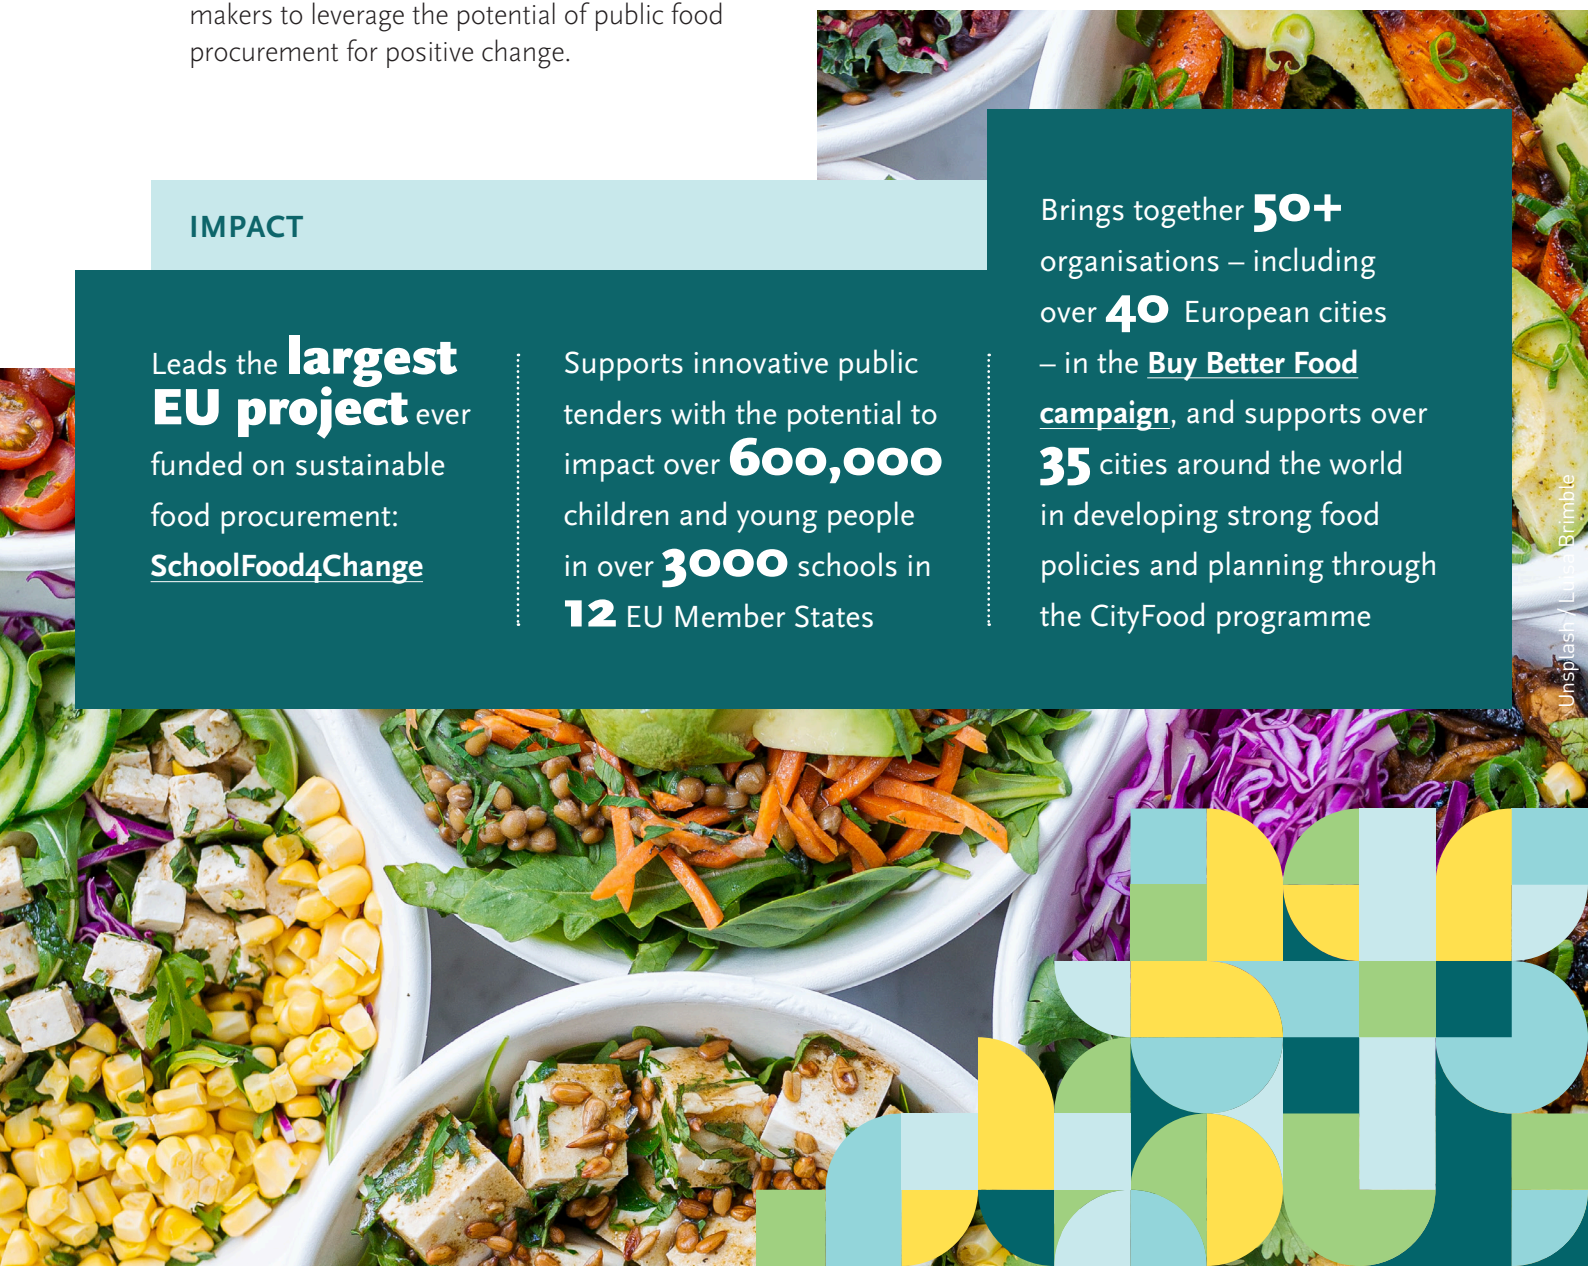 makers to leverage the potential of public food
procurement for positive change.
IMPACT
Leads the largest
EU project ever
funded on sustainable
food procurement:
SchoolFood4Change
Supports innovative public
tenders with the potential to
impact over 600,000
children and young people
in over 3000 schools in
12 EU Member States
Brings together 50+
organisations – including
over 40 European cities
– in the Buy Better Food
campaign, and supports over
35 cities around the world
in developing strong food
policies and planning through
the CityFood programme
Unsplash / Luisa Brimble